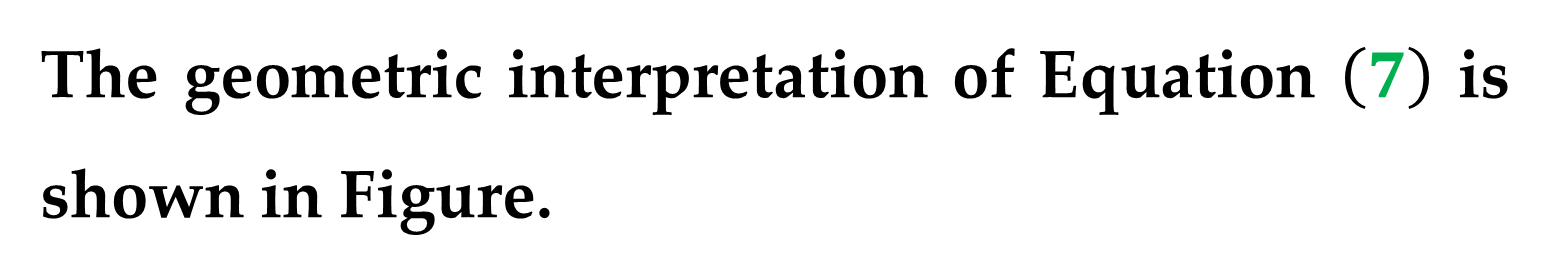 The geometric interpretation of Equation (7) is
shown in Figure.